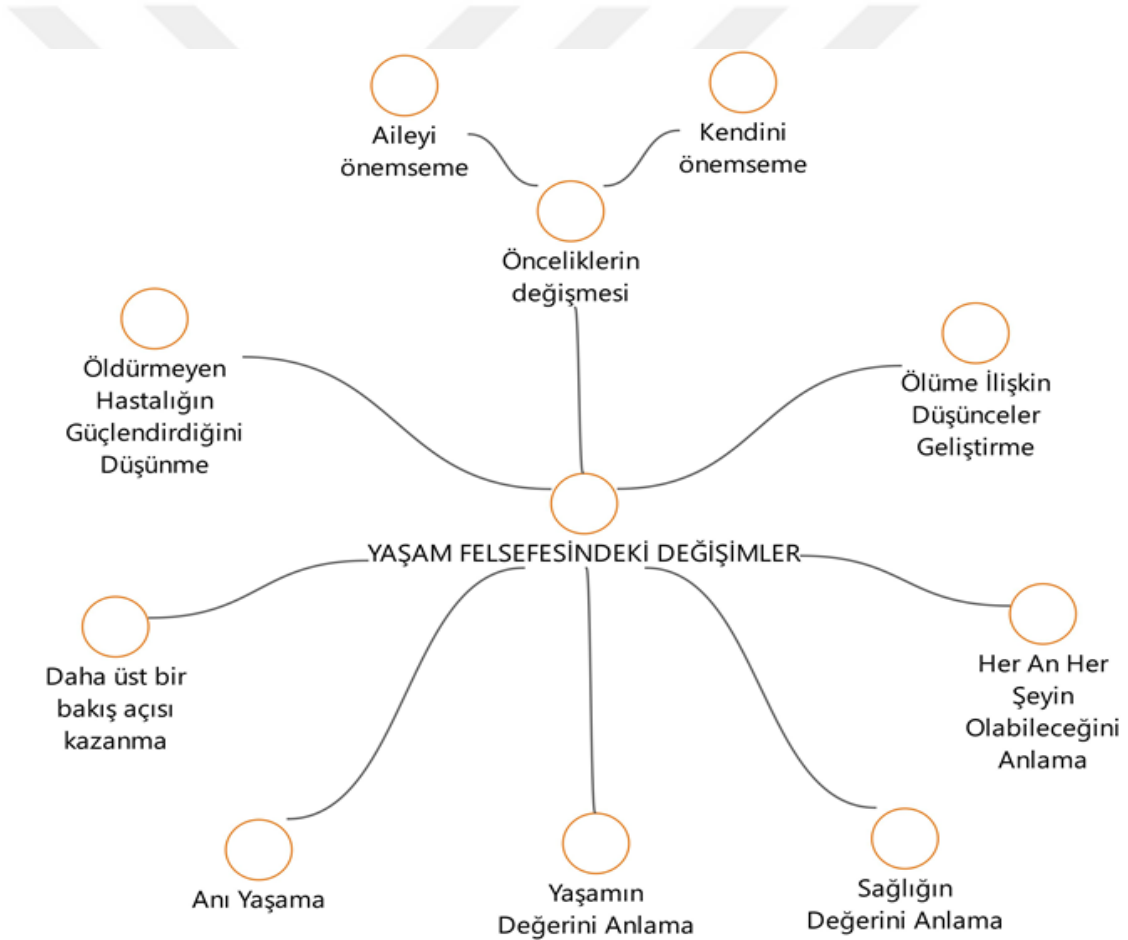 Aileyi
önemseme
Kendini
önemseme
Önceliklerin
değişmesi
Öldürmeyen
Hastalığın
Güçlendirdiğini
Düşünme
Ölüme İlişkin
Düşünceler
Geliştirme
YAŞAM FELSEFESİNDEKİ DEĞİŞİMLER
Daha üst bir
bakış açısı
kazanma
Her An Her
Şeyin
Olabileceğini
Anlama
Anı Yaşama
Yaşamın
Değerini Anlama
Sağlığın
Değerini Anlama